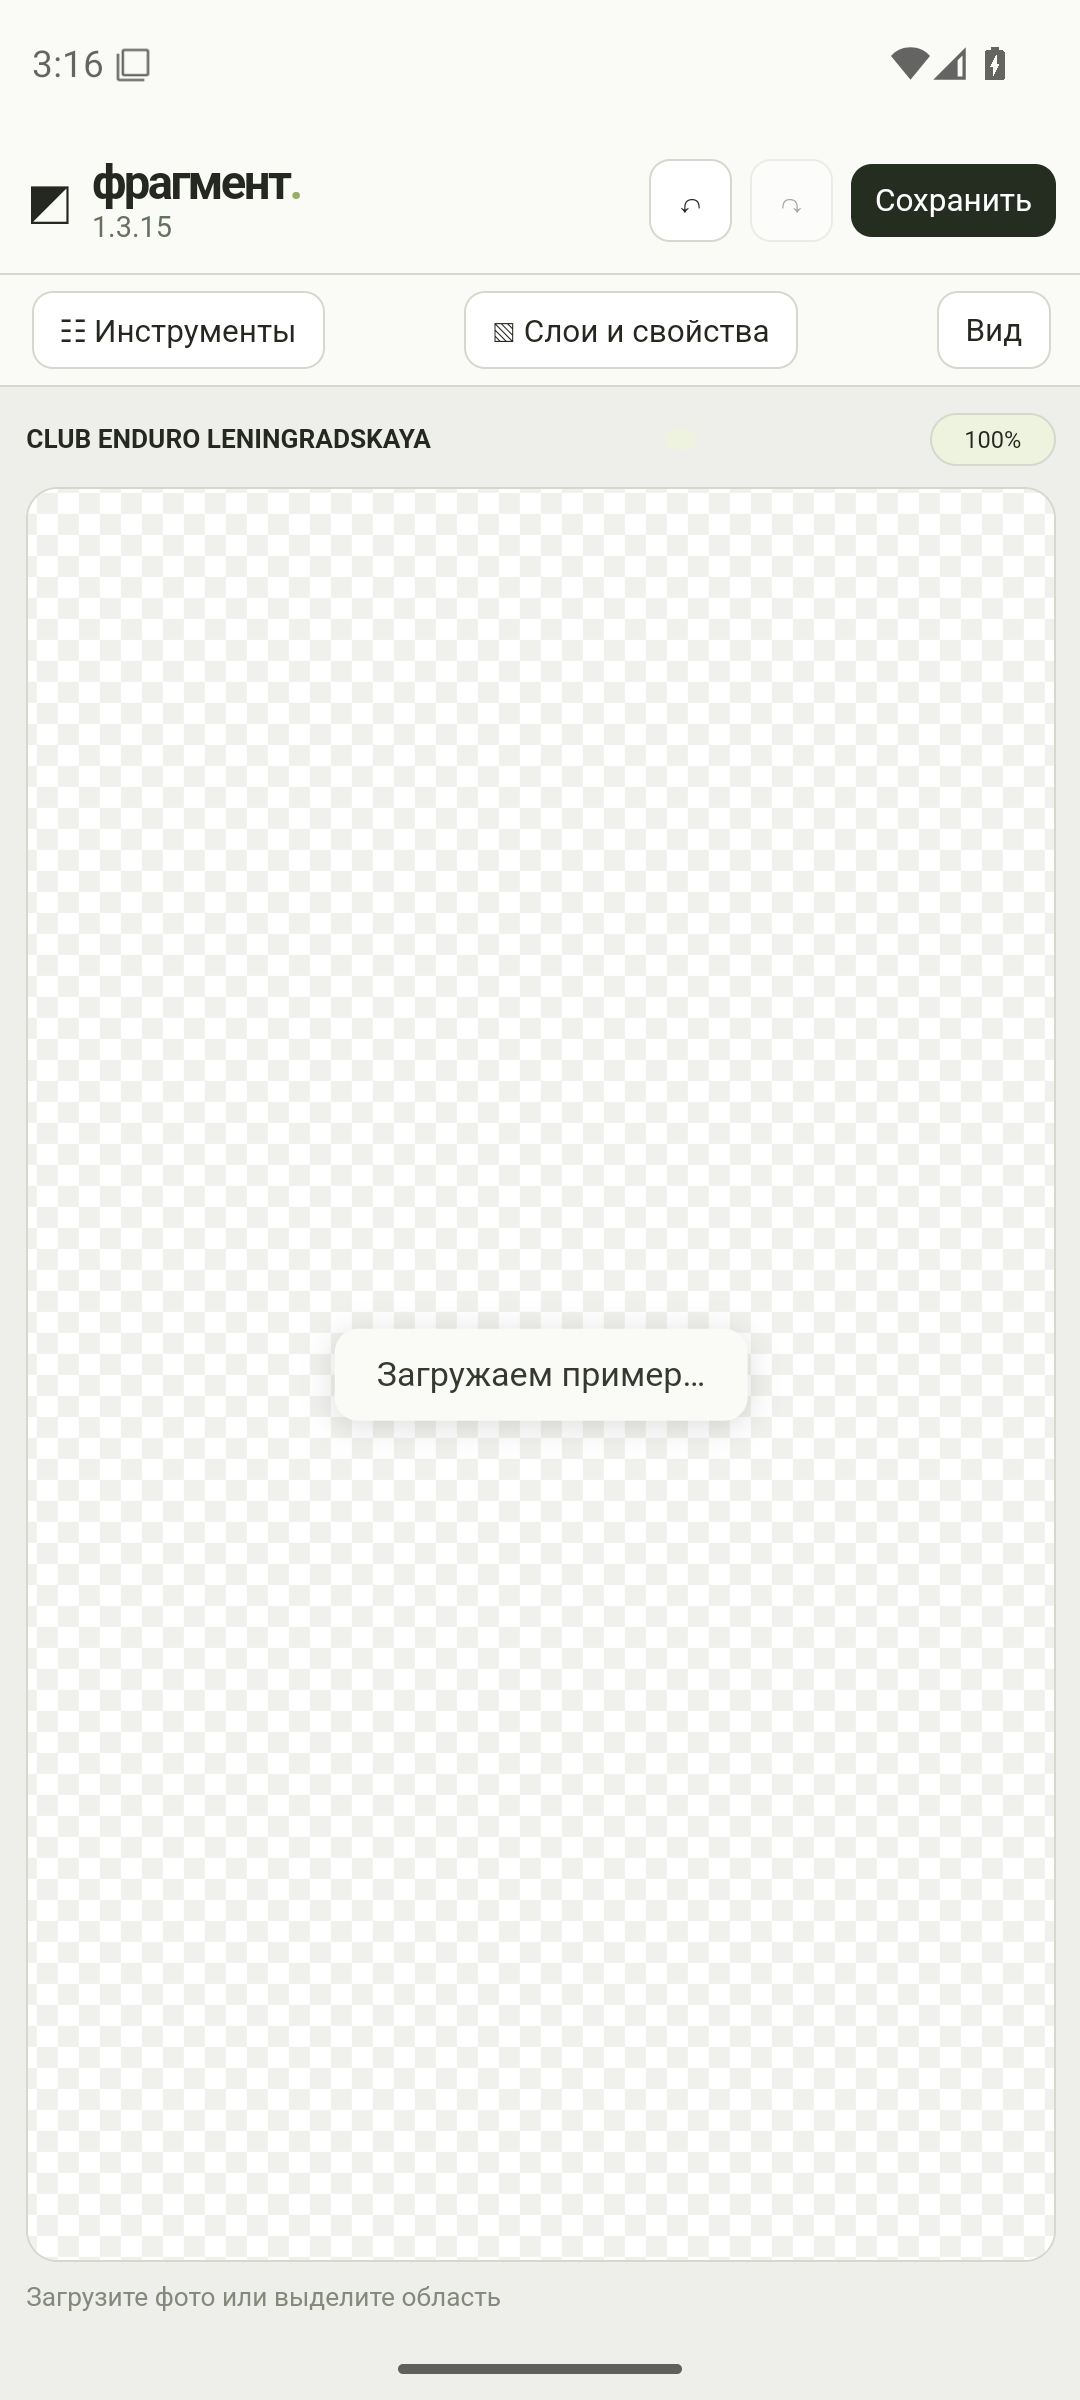 3:16
фрагмент.
1.3.15
Сохранить
Инструменты
Слои и свойства
Вид
CLUB ENDURO LENINGRADSKAYA
100%
Загружаем пример...
Загрузите фото или выделите область